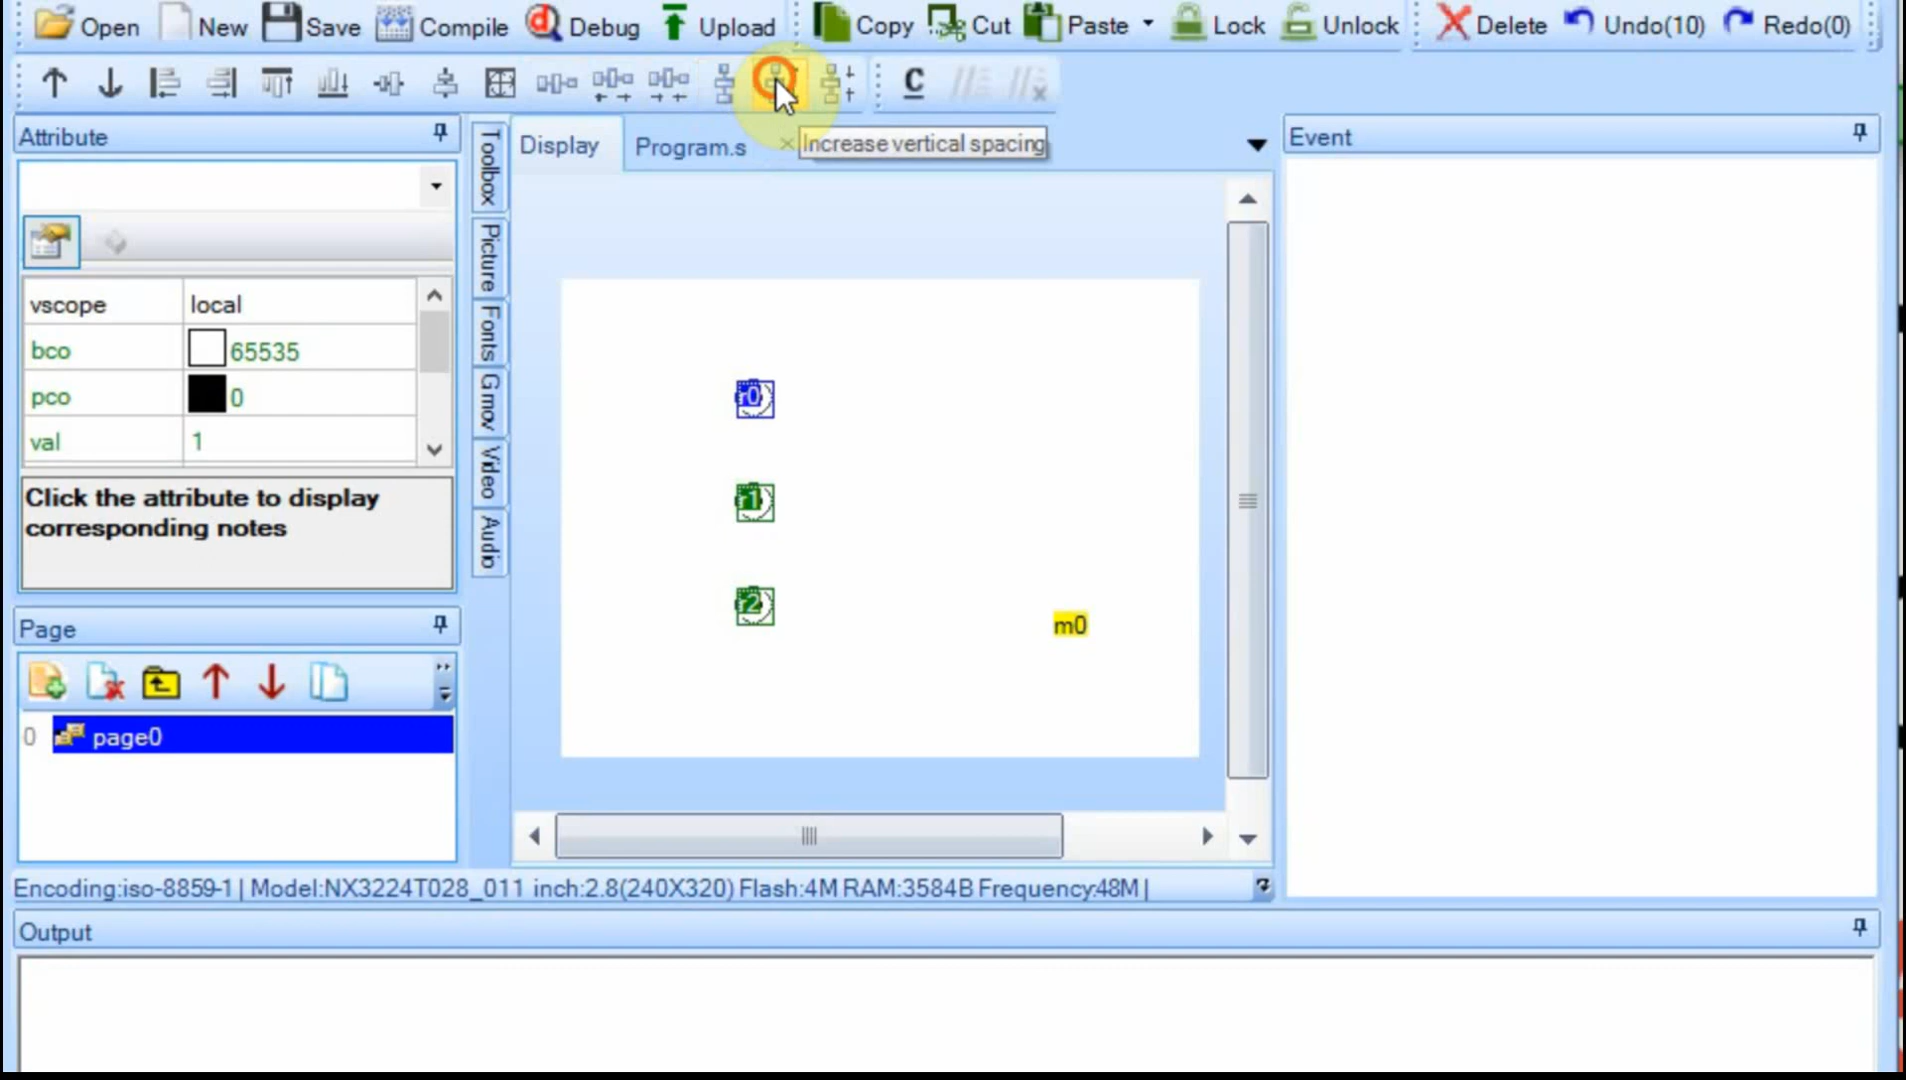 Open New Save Compile Debug Upload Copy Cut Paste Lock Unlock Delete Undo(10) Redo(0)
C
Increase vertical spacing
Attribute
Toolbox
Picture
Fonts
Gmov
Video
Audio
Display Program.s
Event
vscope local
bco 65535
pco 0
val 1
Click the attribute to display
corresponding notes
r0
r1
r2
m0
Page
0 page0
Encoding:iso-8859-1 | Model:NX3224T028_011 inch:2.8(240X320) Flash:4M RAM:3584B Frequency:48M |
Output